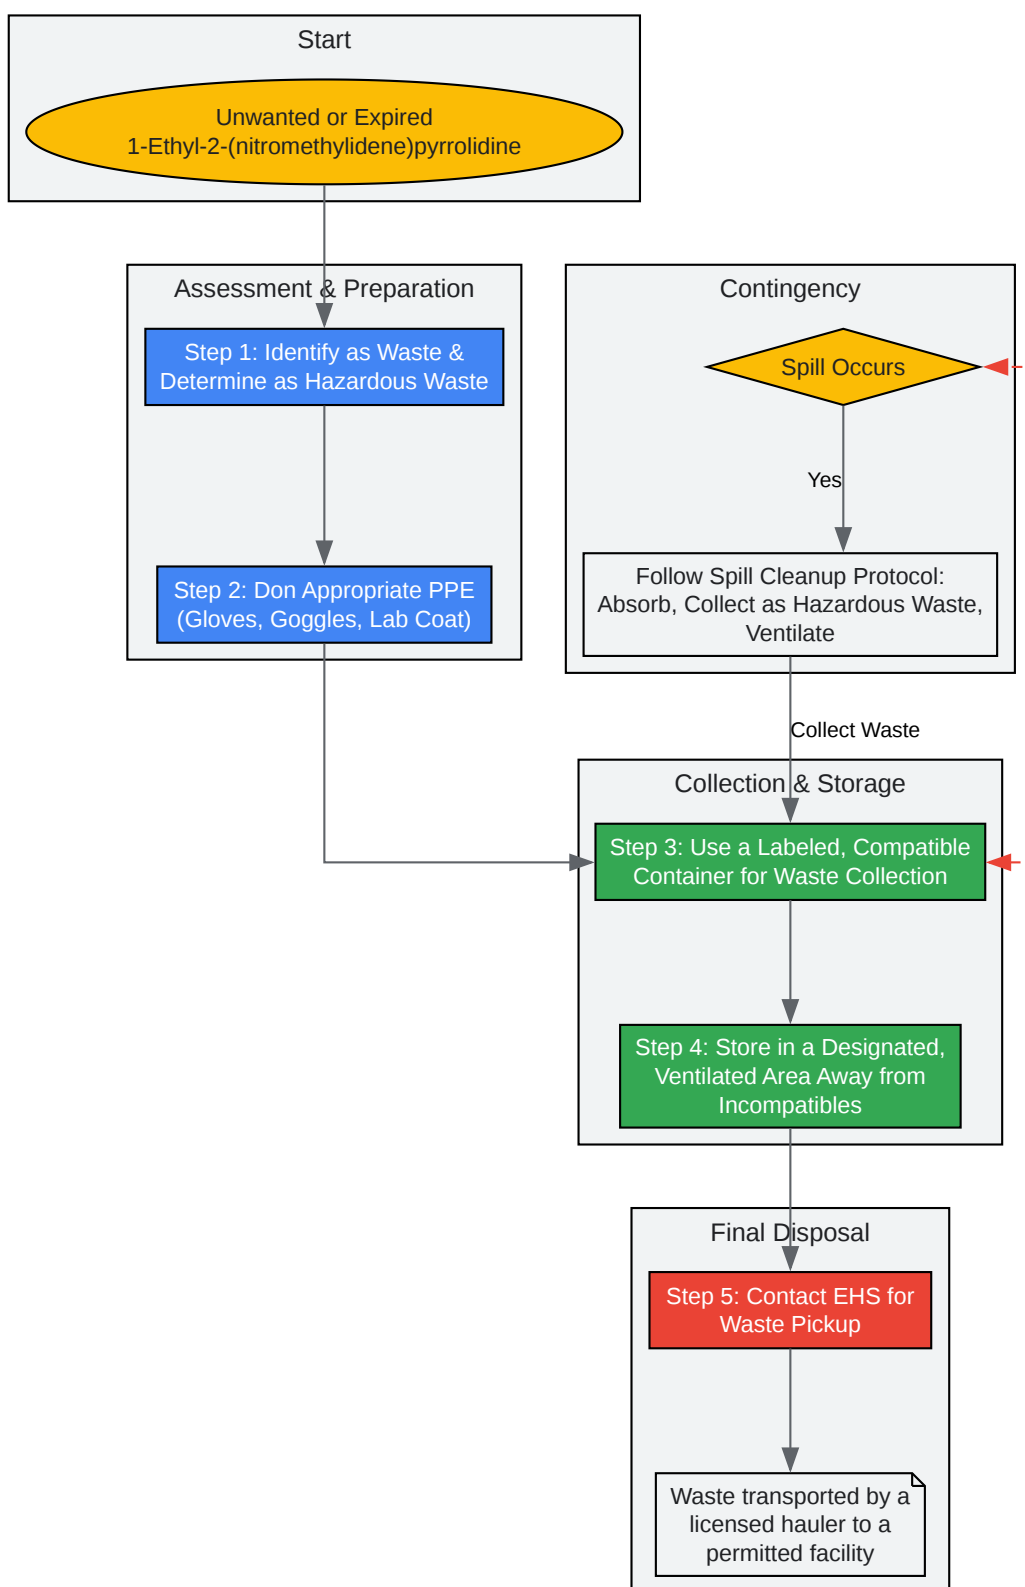 Start
Unwanted or Expired
1-Ethyl-2-(nitromethylidene)pyrrolidine
Assessment & Preparation
Step 1: Identify as Waste &
Determine as Hazardous Waste
Step 2: Don Appropriate PPE
(Gloves, Goggles, Lab Coat)
Contingency
Spill Occurs
Yes
Follow Spill Cleanup Protocol:
Absorb, Collect as Hazardous Waste,
Ventilate
Collect Waste
Collection & Storage
Step 3: Use a Labeled, Compatible
Container for Waste Collection
Step 4: Store in a Designated,
Ventilated Area Away from
Incompatibles
Final Disposal
Step 5: Contact EHS for
Waste Pickup
Waste transported by a
licensed hauler to a
permitted facility